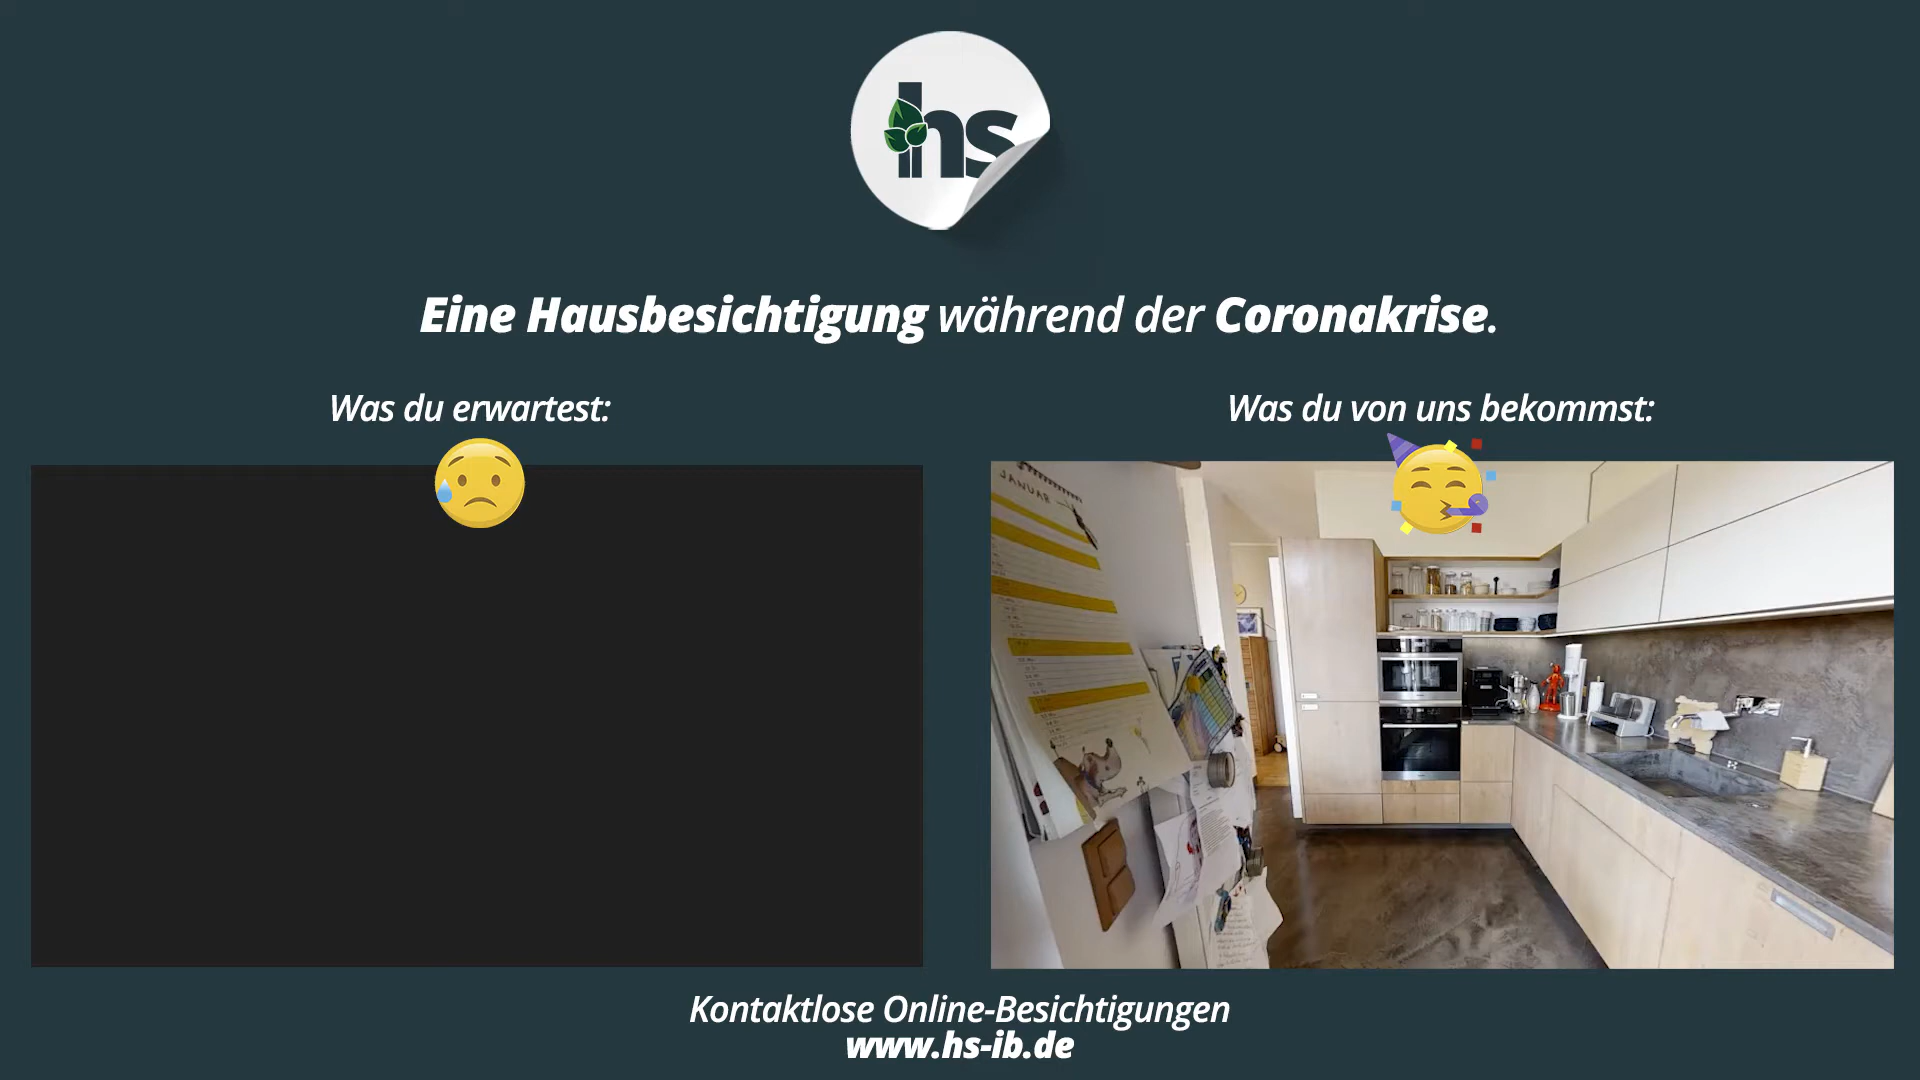 hs
Eine Hausbesichtigung während der Coronakrise.
Was du erwartest:
Was du von uns bekommst:
JANUAR
Kontaktlose Online-Besichtigungen
www.hs-ib.de